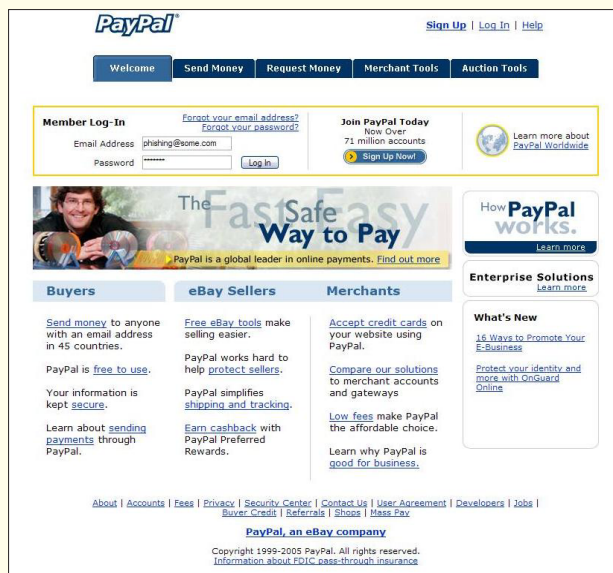 PayPal®
Sign Up | Log In | Help
Welcome
Send Money
Request Money
Merchant Tools
Auction Tools
Member Log-In
Forgot your email address?
Forgot your password?
Email Address
phishing@some.com
Password
*******
Log In
Join PayPal Today
Now Over
71 million accounts
Sign Up Now!
Learn more about
PayPal Worldwide
The Fast Safe Easy
Way to Pay
PayPal is a global leader in online payments. Find out more
How PayPal
works.
Learn more
Enterprise Solutions
Learn more
Buyers
Send money to anyone
with an email address
in 45 countries.
PayPal is free to use.
Your information is
kept secure.
Learn about sending
payments through
PayPal.
eBay Sellers
Free eBay tools make
selling easier.
PayPal works hard to
help protect sellers.
PayPal simplifies
shipping and tracking.
Earn cashback with
PayPal Preferred
Rewards.
Merchants
Accept credit cards on
your website using
PayPal.
Compare our solutions
to merchant accounts
and gateways
Low fees make PayPal
the affordable choice.
Learn why PayPal is
good for business.
What's New
16 Ways to Promote Your
E-Business
Protect your identity and
more with OnGuard
Online
About | Accounts | Fees | Privacy | Security Center | Contact Us | User Agreement | Developers | Jobs |
Buyer Credit | Referrals | Shops | Mass Pay
PayPal, an eBay company
Copyright 1999-2005 PayPal. All rights reserved.
Information about FDIC pass-through insurance